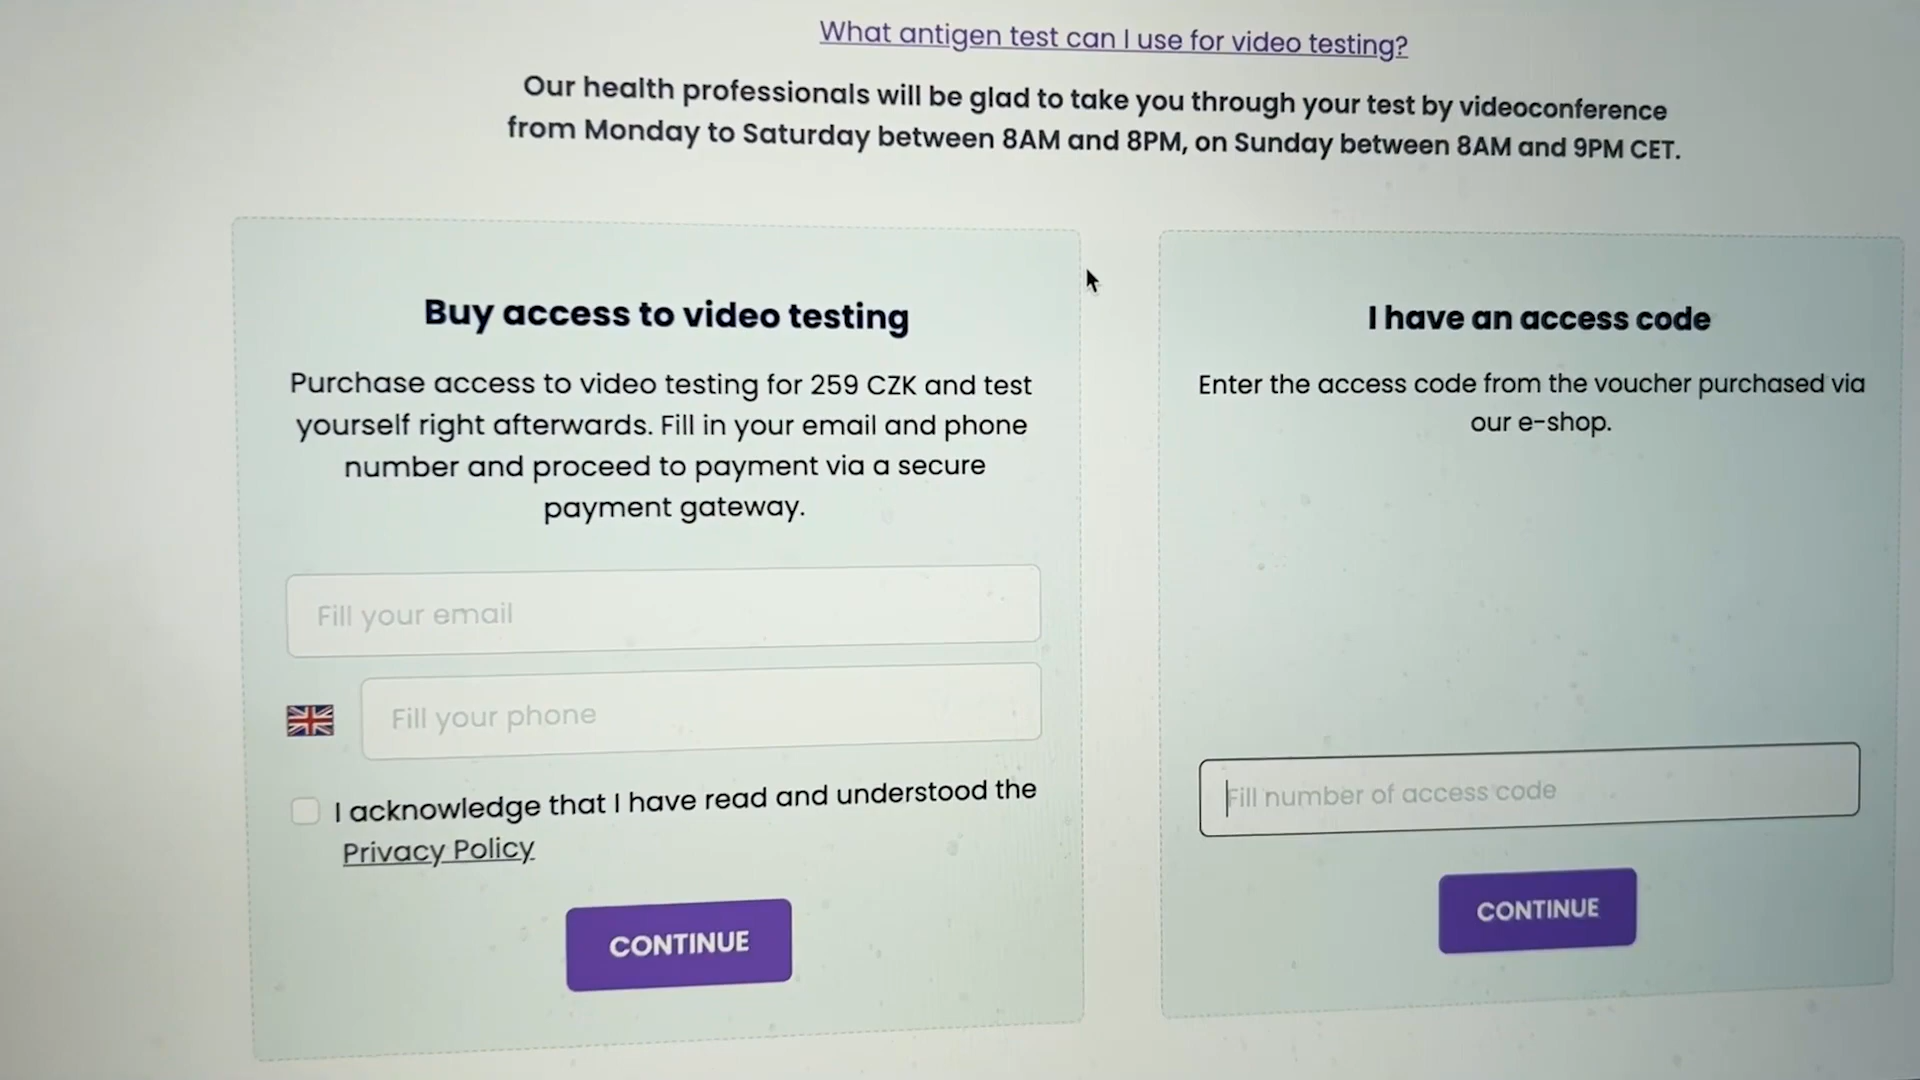 What antigen test can I use for video testing?
Our health professionals will be glad to take you through your test by videoconference
from Monday to Saturday between 8AM and 8PM, on Sunday between 8AM and 9PM CET.
Buy access to video testing
Purchase access to video testing for 259 CZK and test
yourself right afterwards. Fill in your email and phone
number and proceed to payment via a secure
payment gateway.
Fill your email
Fill your phone
I acknowledge that I have read and understood the
Privacy Policy
CONTINUE
I have an access code
Enter the access code from the voucher purchased via
our e-shop.
Fill number of access code
CONTINUE